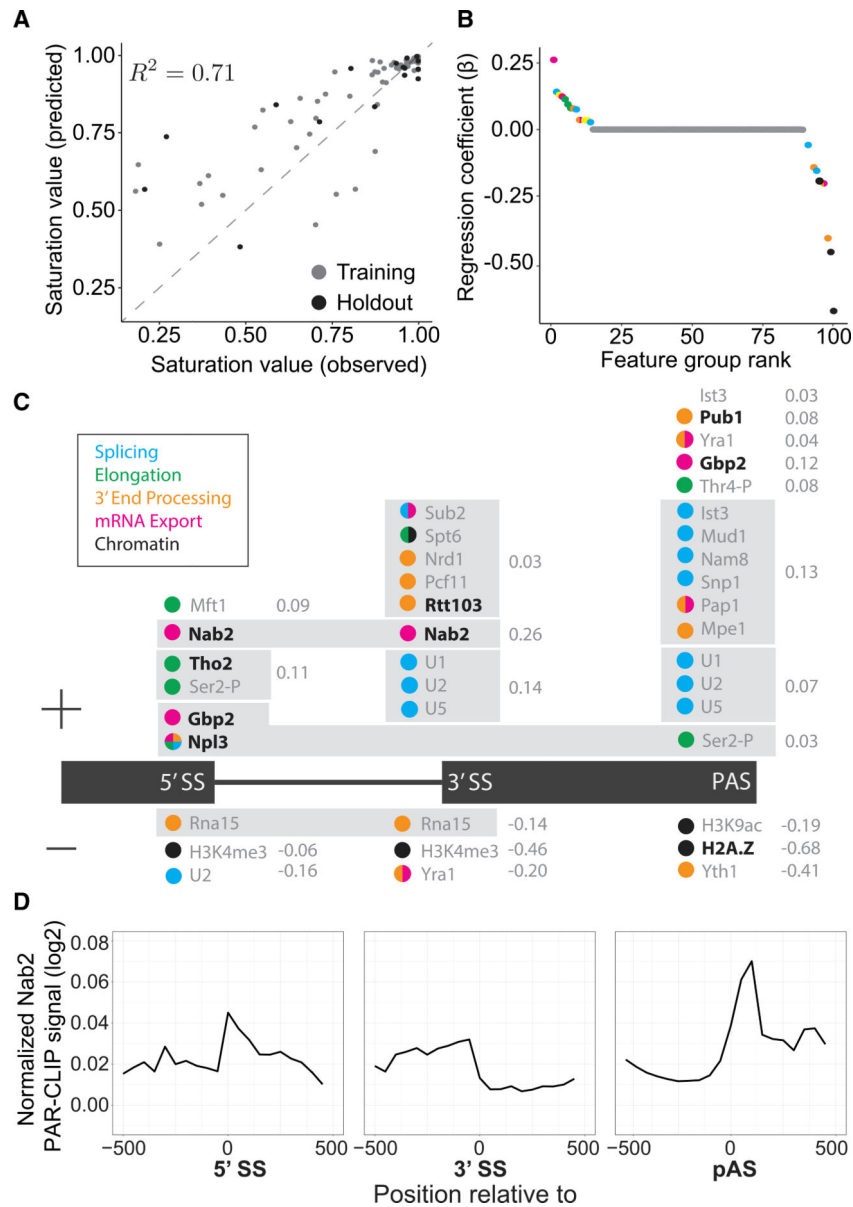 A
Saturation value (predicted)
1.00
0.75
0.50
0.25
R² = 0.71
Training
Holdout
0.25 0.50 0.75 1.00
Saturation value (observed)
B
Regression coefficient (β)
0.25
0.00
-0.25
-0.50
0 25 50 75 100
Feature group rank
C
Splicing
Elongation
3′ End Processing
mRNA Export
Chromatin
Mft1 0.09
Nab2
Tho2
Ser2-P
0.11
Gbp2
Npl3
Sub2
Spt6
Nrd1
Pcf11
Rtt103
0.03
Nab2 0.26
U1
U2
U5
0.14
Ist3 0.03
Pub1 0.08
Yra1 0.04
Gbp2 0.12
Thr4-P 0.08
Ist3
Mud1
Nam8
Snp1
Pap1
Mpe1
0.13
U1
U2
U5
0.07
Ser2-P 0.03
+
5′ SS 3′ SS PAS
−
Rna15
H3K4me3 -0.06
U2 -0.16
Rna15 -0.14
H3K4me3 -0.46
Yra1 -0.20
H3K9ac -0.19
H2A.Z -0.68
Yth1 -0.41
D
Normalized Nab2
PAR-CLIP signal (log2)
0.08
0.06
0.04
0.02
0.00
−500 0 500
5' SS
−500 0 500
3' SS
−500 0 500
pAS
Position relative to